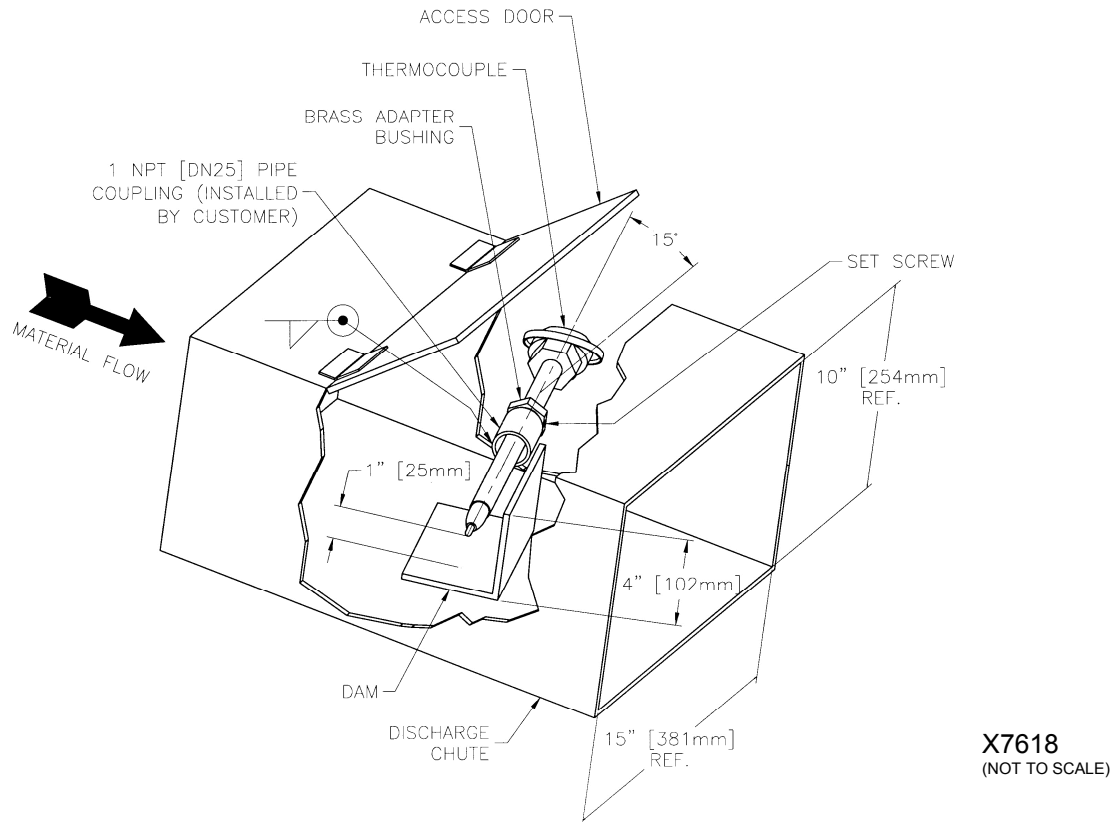 ACCESS DOOR
THERMOCOUPLE
BRASS ADAPTER
BUSHING
1 NPT [DN25] PIPE
COUPLING (INSTALLED
BY CUSTOMER)
15°
SET SCREW
MATERIAL FLOW
10" [254mm]
REF.
1" [25mm]
4" [102mm]
DAM
DISCHARGE
CHUTE
15" [381mm]
REF.
X7618
(NOT TO SCALE)